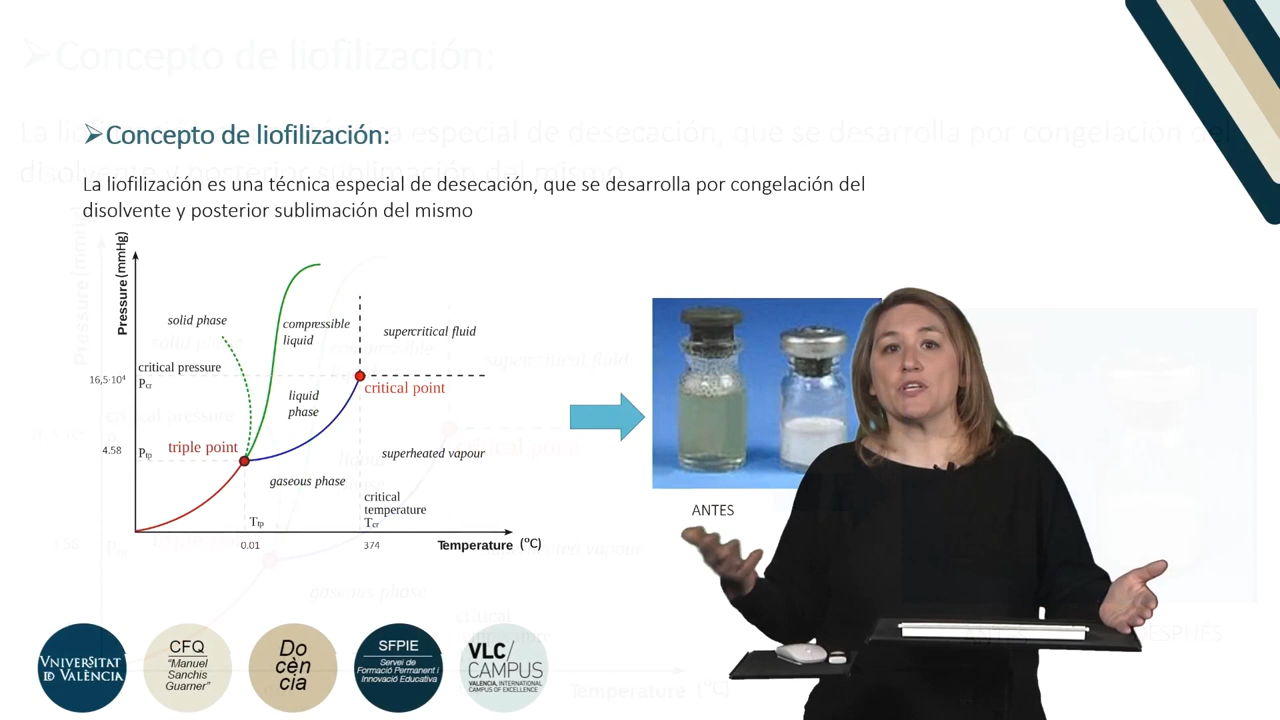 ➢Concepto de liofilización:
La liofilización es una técnica especial de desecación, que se desarrolla por congelación del
disolvente y posterior sublimación del mismo
Pressure (mmHg)
solid phase
compressible
liquid
supercritical fluid
critical pressure
16,5·10⁴
Pcr
critical point
liquid
phase
triple point
4.58
Ptp
superheated vapour
gaseous phase
critical
temperature
Ttp
Tcr
0.01
374
Temperature (ºC)
ANTES
VNIVERSITAT
ID VALÈNCIA
CFQ
"Manuel
Sanchis
Guarner"
Do
cèn
cia
SFPIE
Servei de
Formació Permanent i
Innovació Educativa
VLC/
CAMPUS
VALENCIA, INTERNATIONAL
CAMPUS OF EXCELLENCE